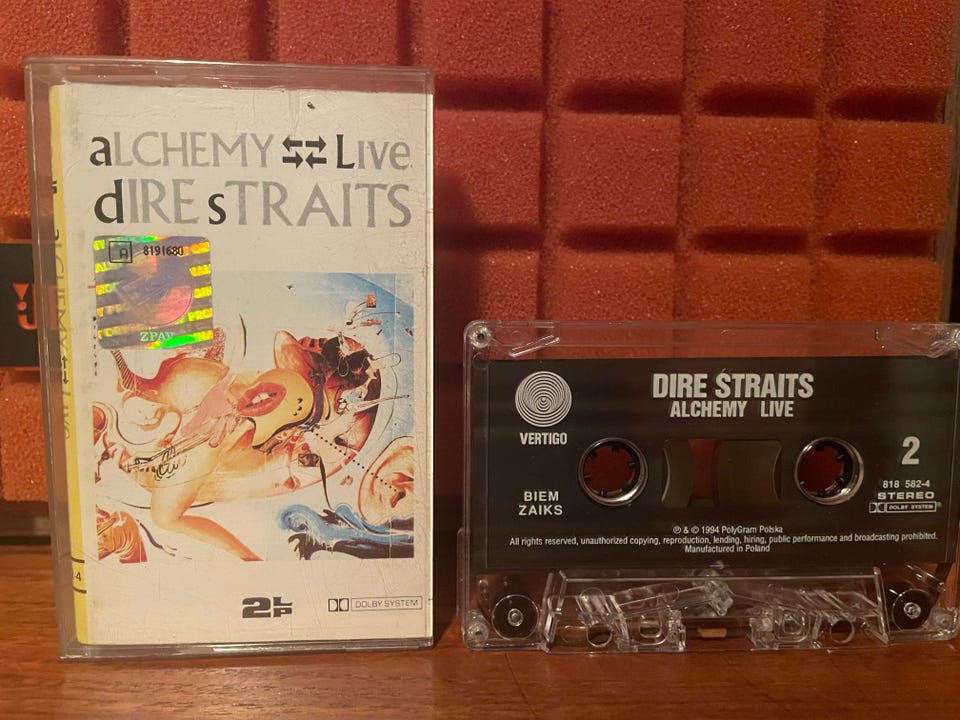 aLCHEMY ⇆ Live
dIRE sTRAITS
A 8191680
ZPAV
2LP
DOLBY SYSTEM
-4
VERTIGO
DIRE STRAITS
ALCHEMY LIVE
2
BIEM
ZAIKS
818 582-4
STEREO
DOLBY SYSTEM®
℗ & © 1994 PolyGram Polska
All rights reserved, unauthorized copying, reproduction, lending, hiring, public performance and broadcasting prohibited.
Manufactured in Poland